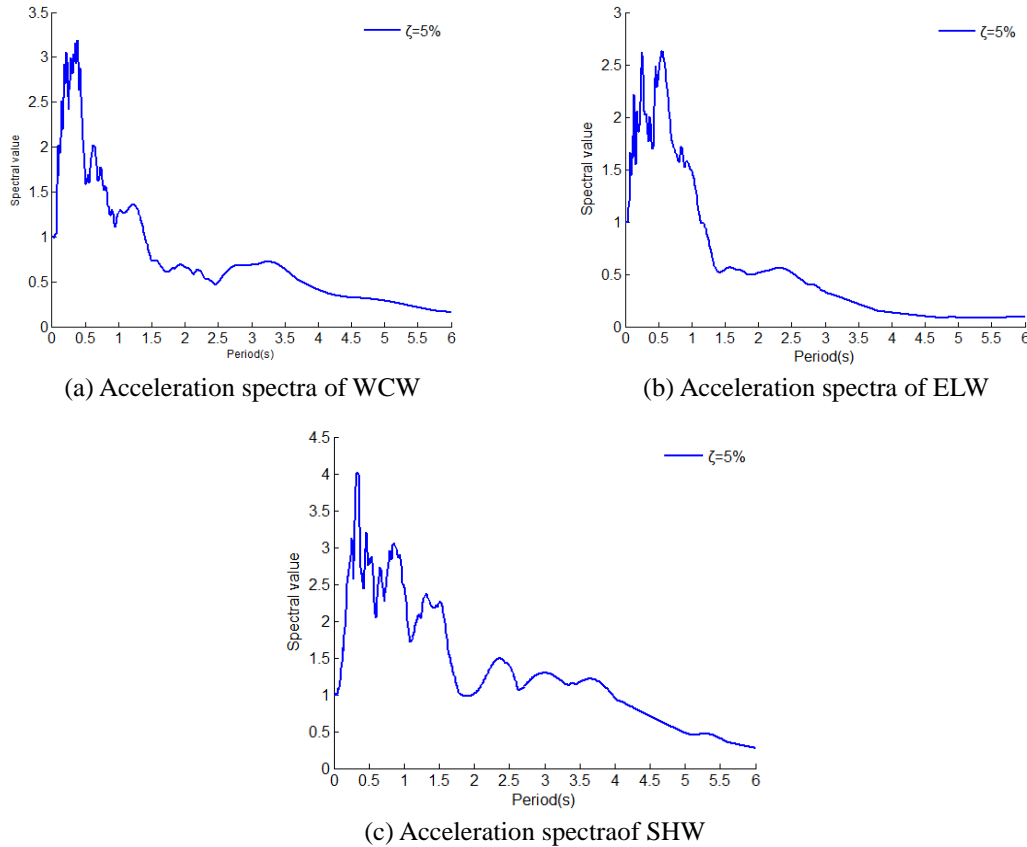 3.5
3
2.5
2
1.5
1
0.5
0
Spectral value
ζ=5%
0 0.5 1 1.5 2 2.5 3 3.5 4 4.5 5 5.5 6
Period(s)
(a) Acceleration spectra of WCW
3
2.5
2
1.5
1
0.5
0
Spectral value
ζ=5%
0 0.5 1 1.5 2 2.5 3 3.5 4 4.5 5 5.5 6
Period(s)
(b) Acceleration spectra of ELW
4.5
4
3.5
3
2.5
2
1.5
1
0.5
0
Spectral value
ζ=5%
0 0.5 1 1.5 2 2.5 3 3.5 4 4.5 5 5.5 6
Period(s)
(c) Acceleration spectraof SHW